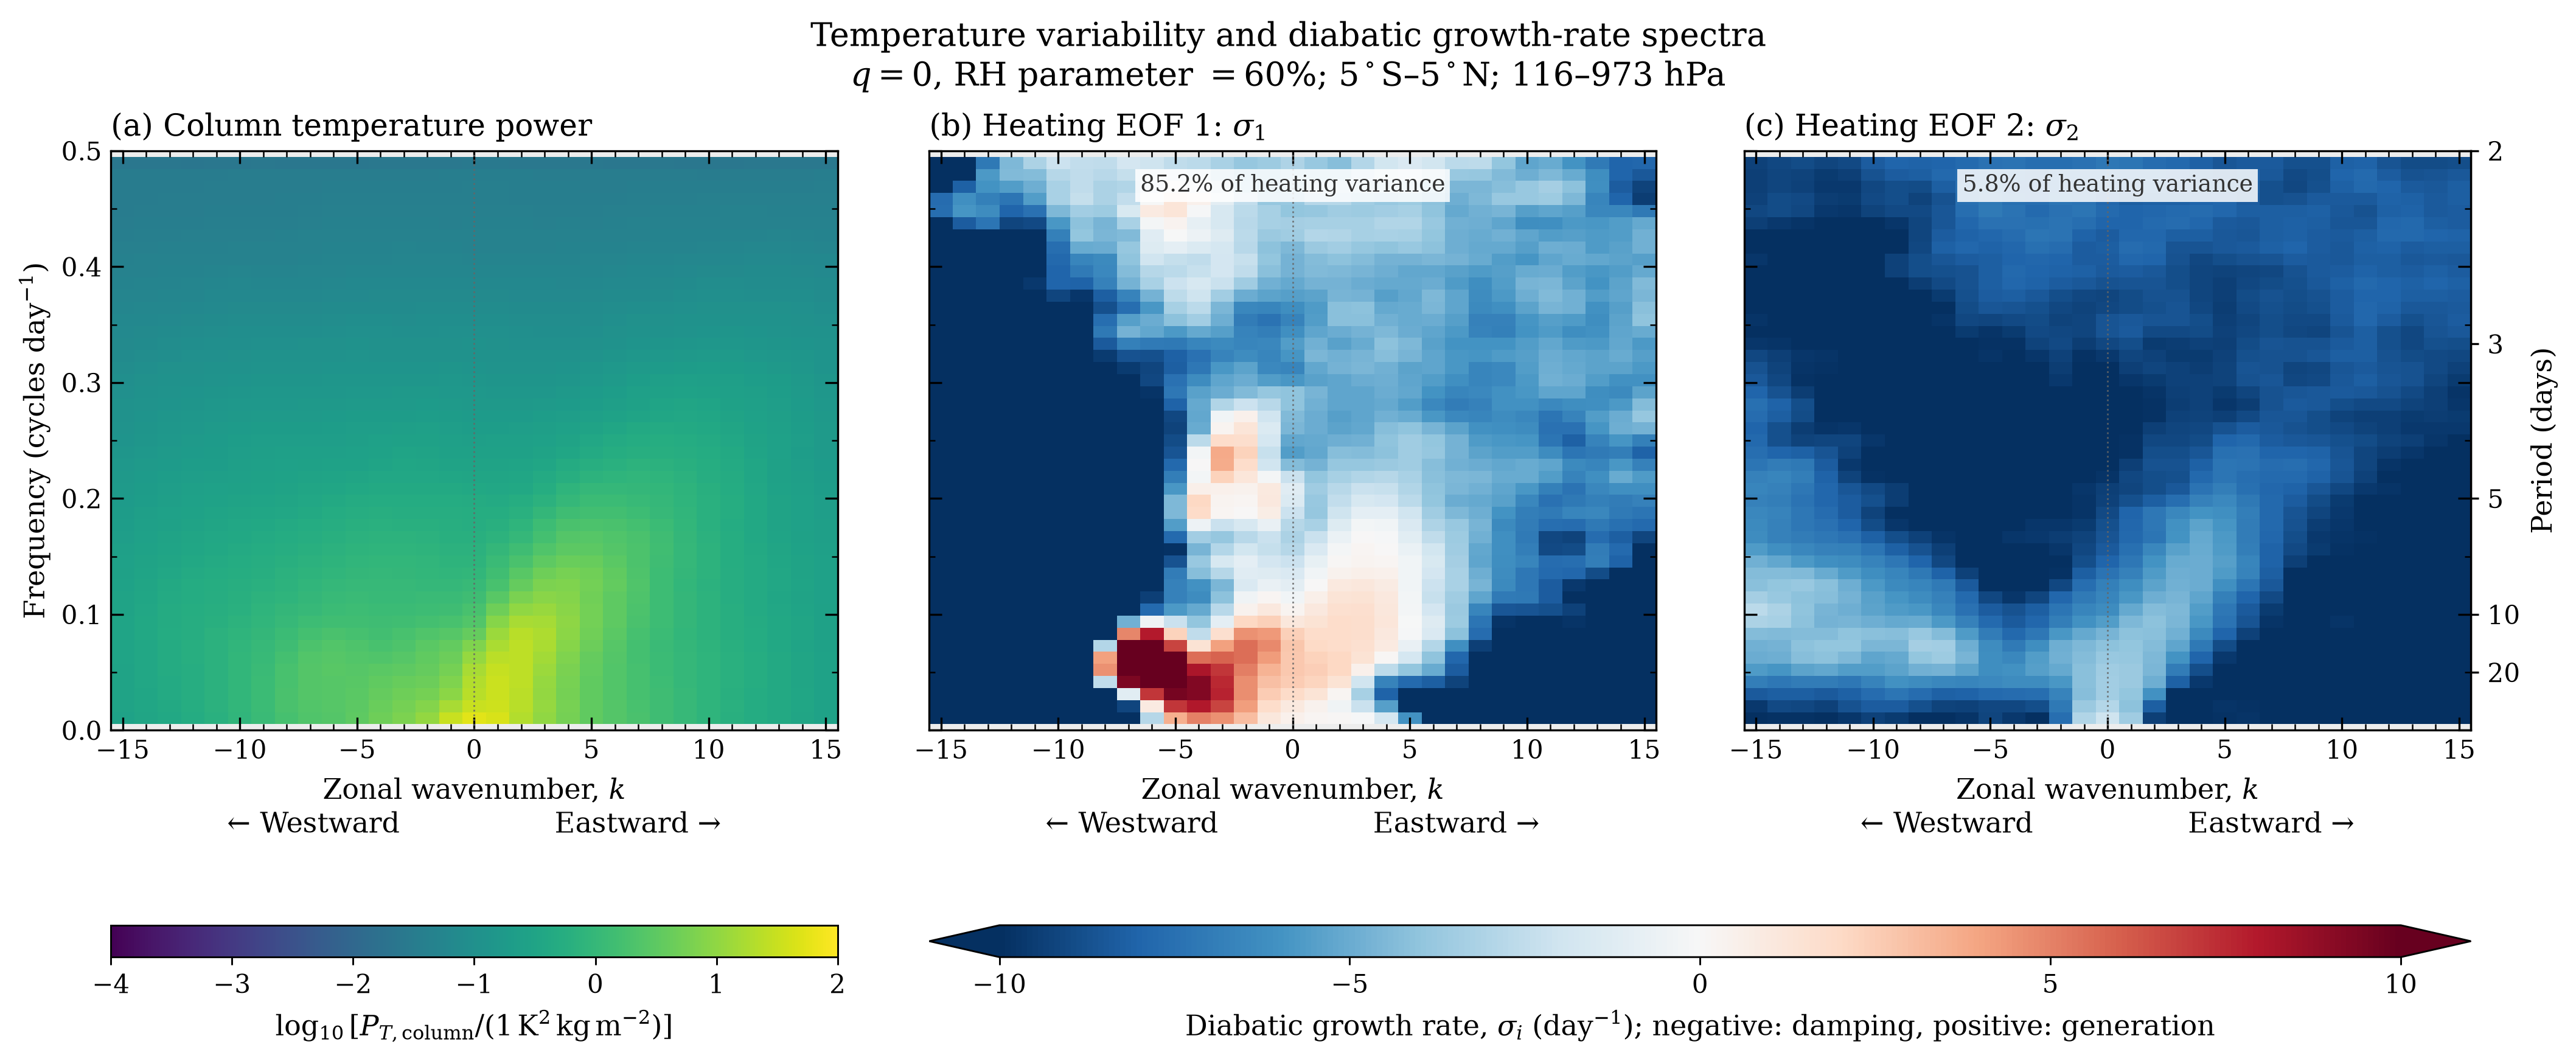 Temperature variability and diabatic growth-rate spectra
q = 0, RH parameter = 60%; 5°S–5°N; 116–973 hPa
(a) Column temperature power
(b) Heating EOF 1: σ₁
(c) Heating EOF 2: σ₂
85.2% of heating variance
5.8% of heating variance
Frequency (cycles day⁻¹)
0.5
0.4
0.3
0.2
0.1
0.0
−15 −10 −5 0 5 10 15
−15 −10 −5 0 5 10 15
−15 −10 −5 0 5 10 15
2
3
5
10
20
Period (days)
Zonal wavenumber, k
← Westward Eastward →
Zonal wavenumber, k
← Westward Eastward →
Zonal wavenumber, k
← Westward Eastward →
−4 −3 −2 −1 0 1 2
log₁₀ [P_T, column/(1 K² kg m⁻²)]
−10 −5 0 5 10
Diabatic growth rate, σᵢ (day⁻¹); negative: damping, positive: generation